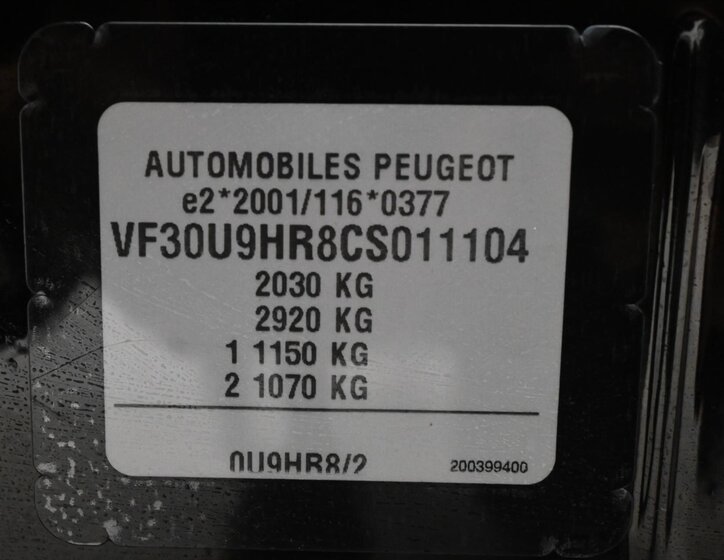 AUTOMOBILES PEUGEOT
e2*2001/116*0377
VF30U9HR8CS011104
2030 KG
2920 KG
1 1150 KG
2 1070 KG
0U9HR8/2
200399400